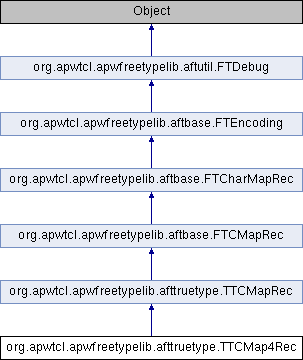 Object
org.apwtcl.apwfreetypelib.aftutil.FTDebug
org.apwtcl.apwfreetypelib.aftbase.FTEncoding
org.apwtcl.apwfreetypelib.aftbase.FTCharMapRec
org.apwtcl.apwfreetypelib.aftbase.FTCMapRec
org.apwtcl.apwfreetypelib.afttruetype.TTCMapRec
org.apwtcl.apwfreetypelib.afttruetype.TTCMap4Rec